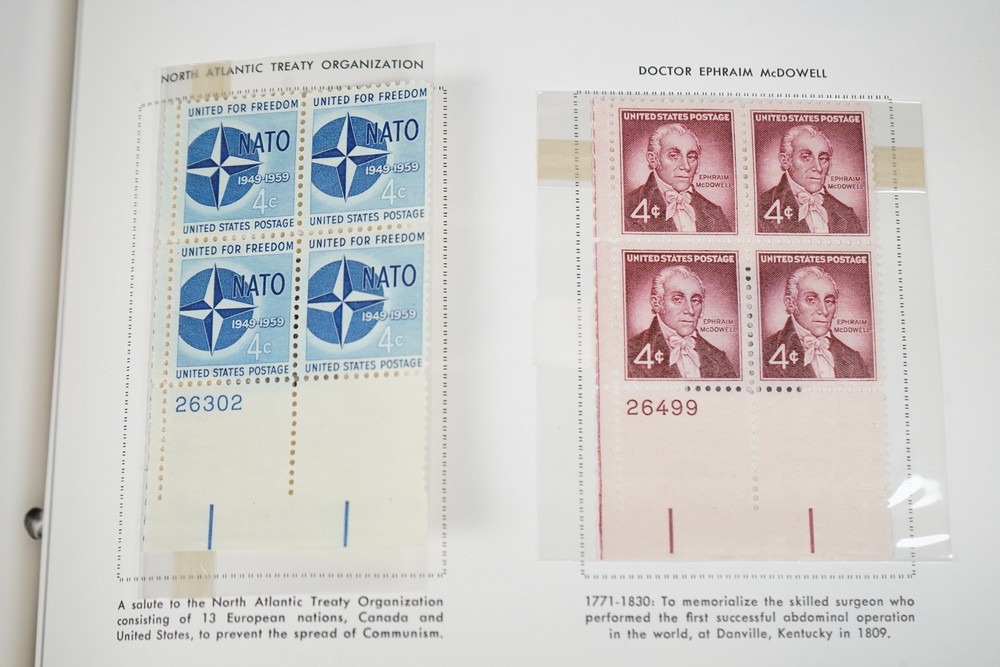 NORTH ATLANTIC TREATY ORGANIZATION
UNITED FOR FREEDOM
NATO
1949-1959
4c
UNITED STATES POSTAGE
UNITED FOR FREEDOM
NATO
1949-1959
4c
UNITED STATES POSTAGE
UNITED FOR FREEDOM
NATO
1949-1959
4c
UNITED STATES POSTAGE
UNITED FOR FREEDOM
NATO
1949-1959
4c
UNITED STATES POSTAGE
26302
A salute to the North Atlantic Treaty Organization
consisting of 13 European nations, Canada and
United States, to prevent the spread of Communism.
DOCTOR EPHRAIM McDOWELL
UNITED STATES POSTAGE
EPHRAIM
McDOWELL
4¢
UNITED STATES POSTAGE
EPHRAIM
McDOWELL
4¢
UNITED STATES POSTAGE
EPHRAIM
McDOWELL
4¢
UNITED STATES POSTAGE
EPHRAIM
McDOWELL
4¢
26499
1771-1830: To memorialize the skilled surgeon who
performed the first successful abdominal operation
in the world, at Danville, Kentucky in 1809.